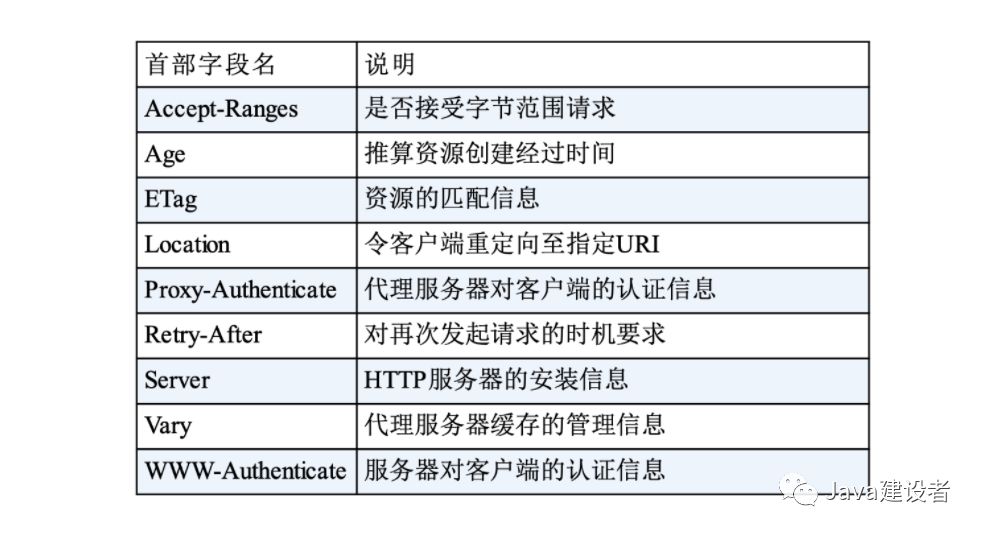 首部字段名 说明
Accept-Ranges 是否接受字节范围请求
Age 推算资源创建经过时间
ETag 资源的匹配信息
Location 令客户端重定向至指定URI
Proxy-Authenticate 代理服务器对客户端的认证信息
Retry-After 对再次发起请求的时机要求
Server HTTP服务器的安装信息
Vary 代理服务器缓存的管理信息
WWW-Authenticate 服务器对客户端的认证信息
Java建设者